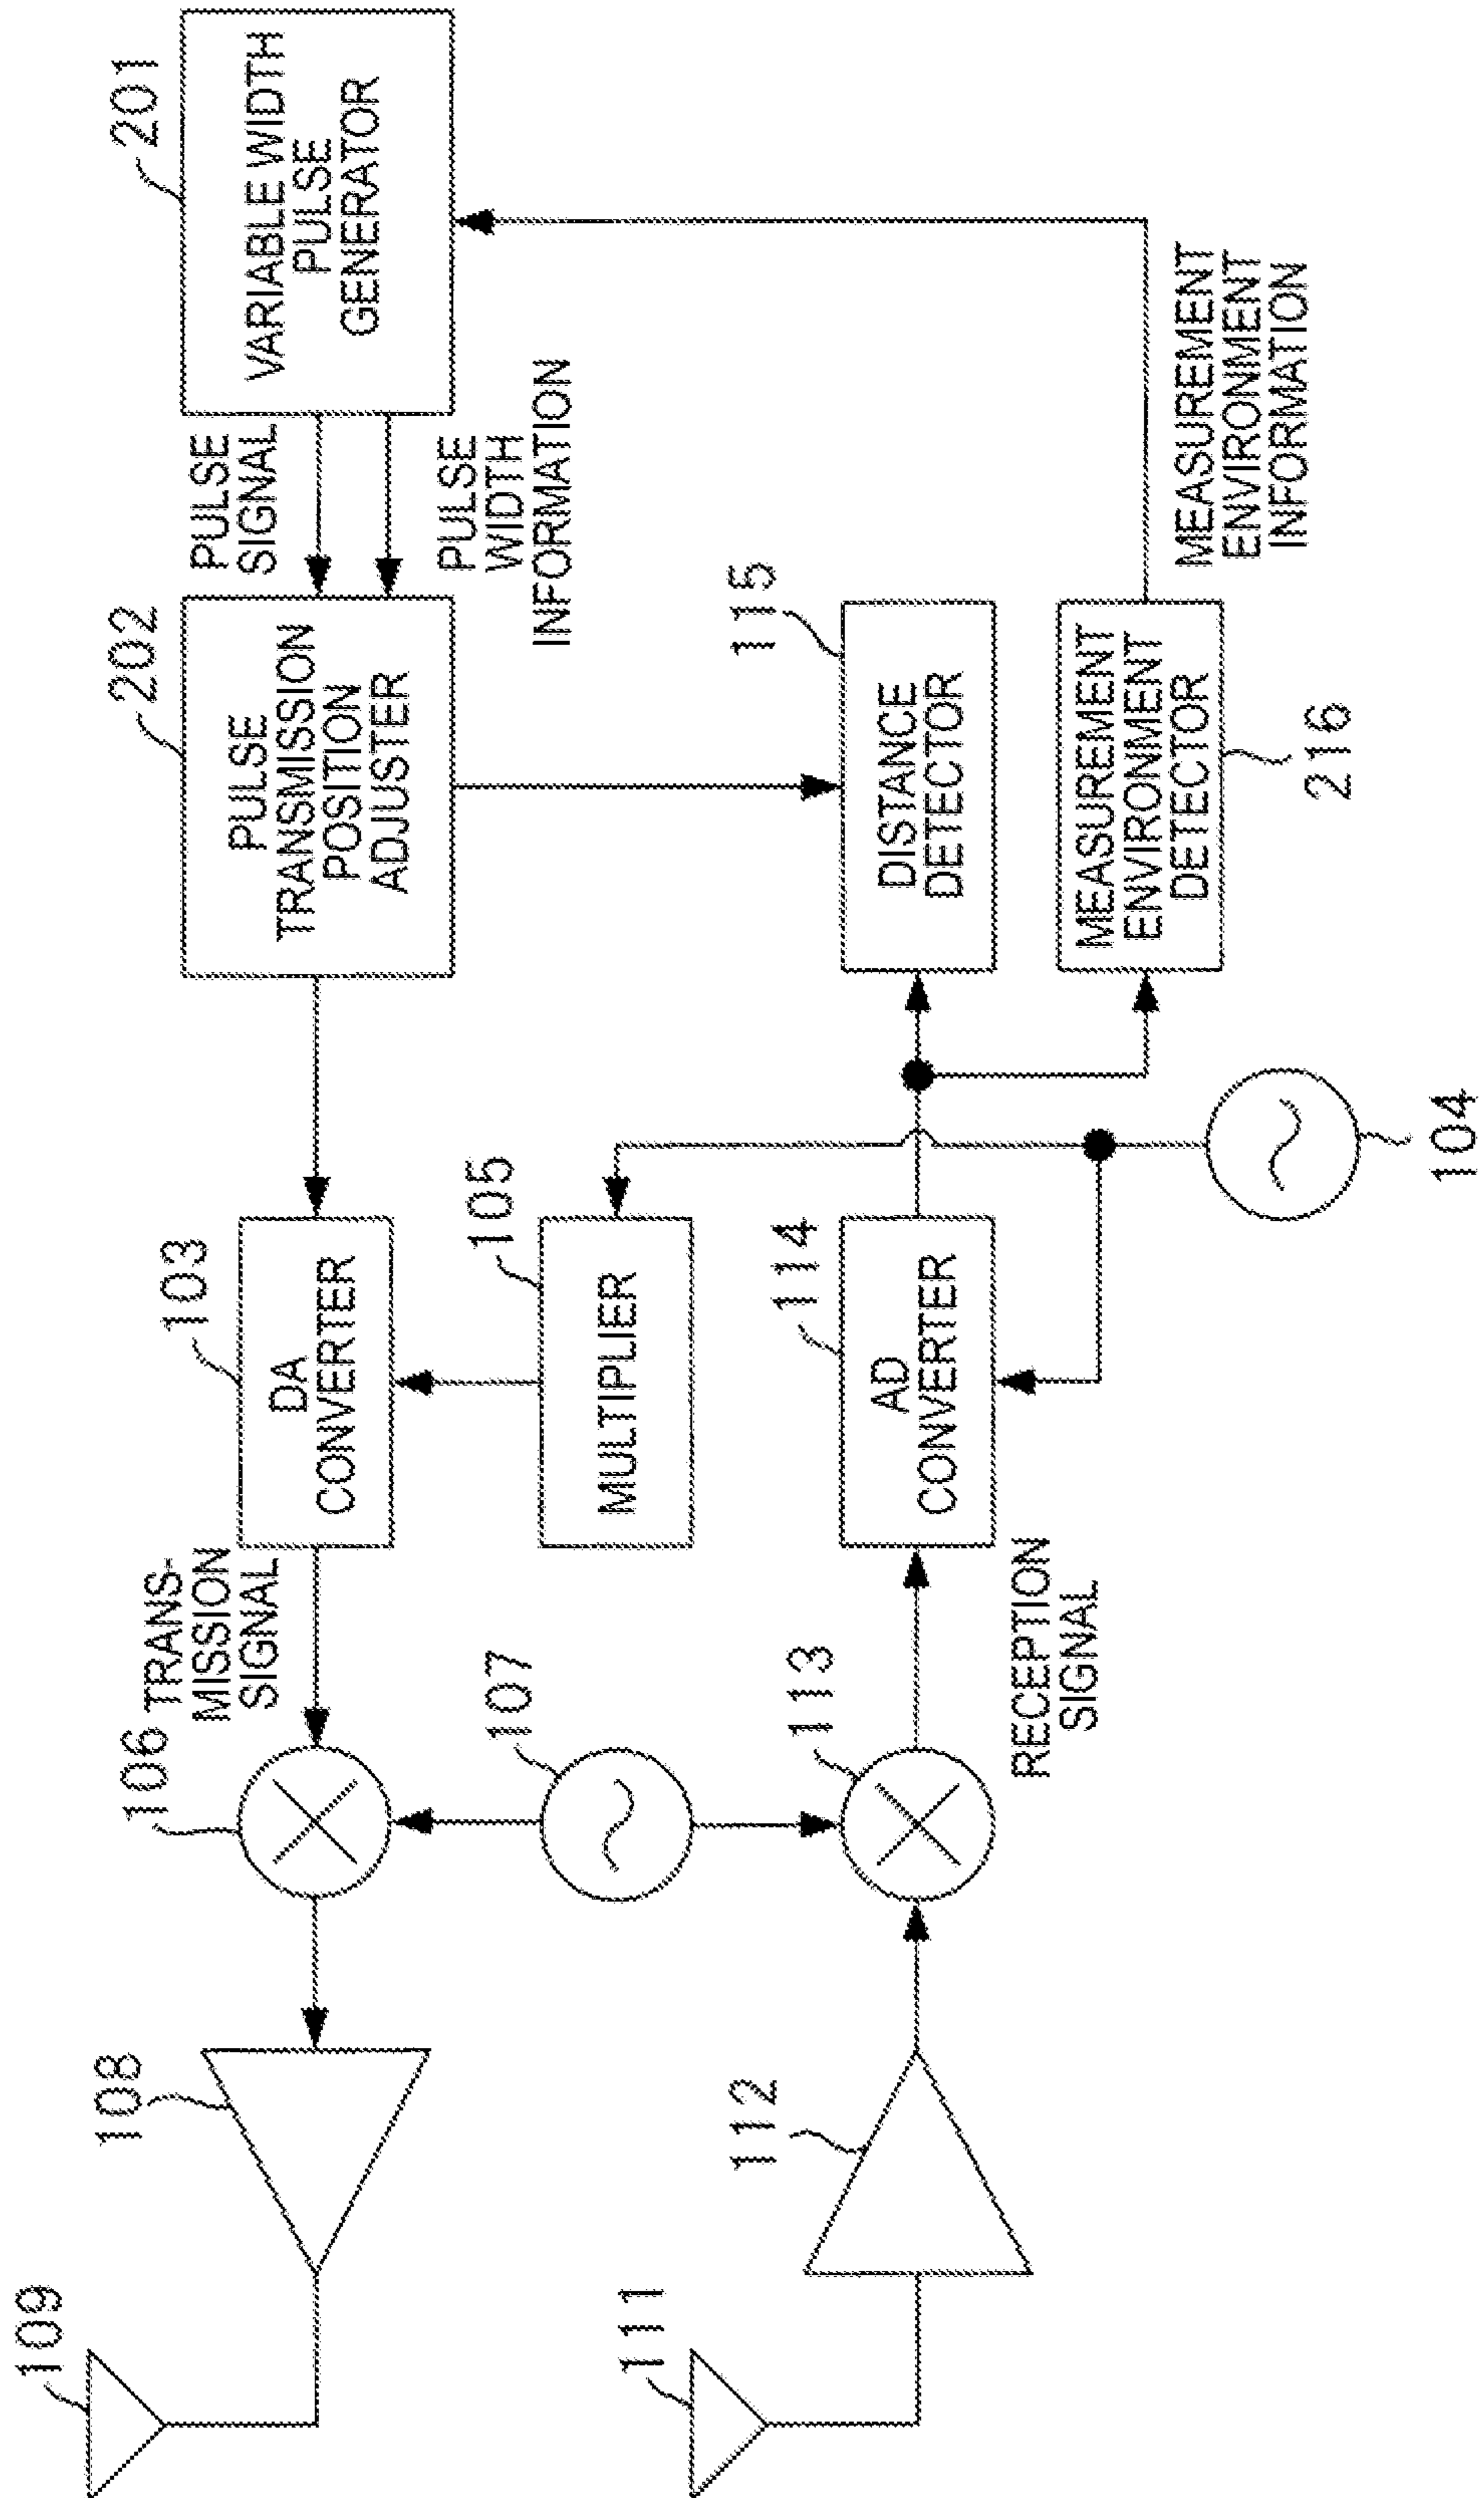 109
108
106
TRANS-
MISSION
SIGNAL
103
DA
CONVERTER
202
PULSE
TRANSMISSION
POSITION
ADJUSTER
PULSE
SIGNAL
201
VARIABLE WIDTH
PULSE
GENERATOR
PULSE
WIDTH
INFORMATION
107
105
MULTIPLIER
111
112
113
RECEPTION
SIGNAL
114
AD
CONVERTER
115
DISTANCE
DETECTOR
MEASUREMENT
ENVIRONMENT
DETECTOR
216
MEASUREMENT
ENVIRONMENT
INFORMATION
104